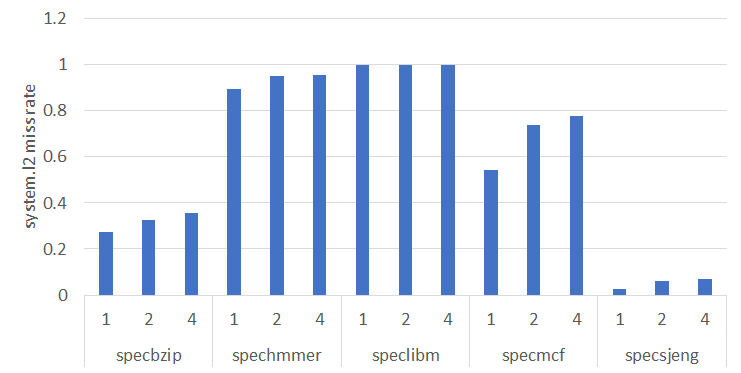 system.l2 missrate
1.2
1
0.8
0.6
0.4
0.2
0
1 2 4 1 2 4 1 2 4 1 2 4 1 2 4
specbzip spechmmer speclibm specmcf specsjeng